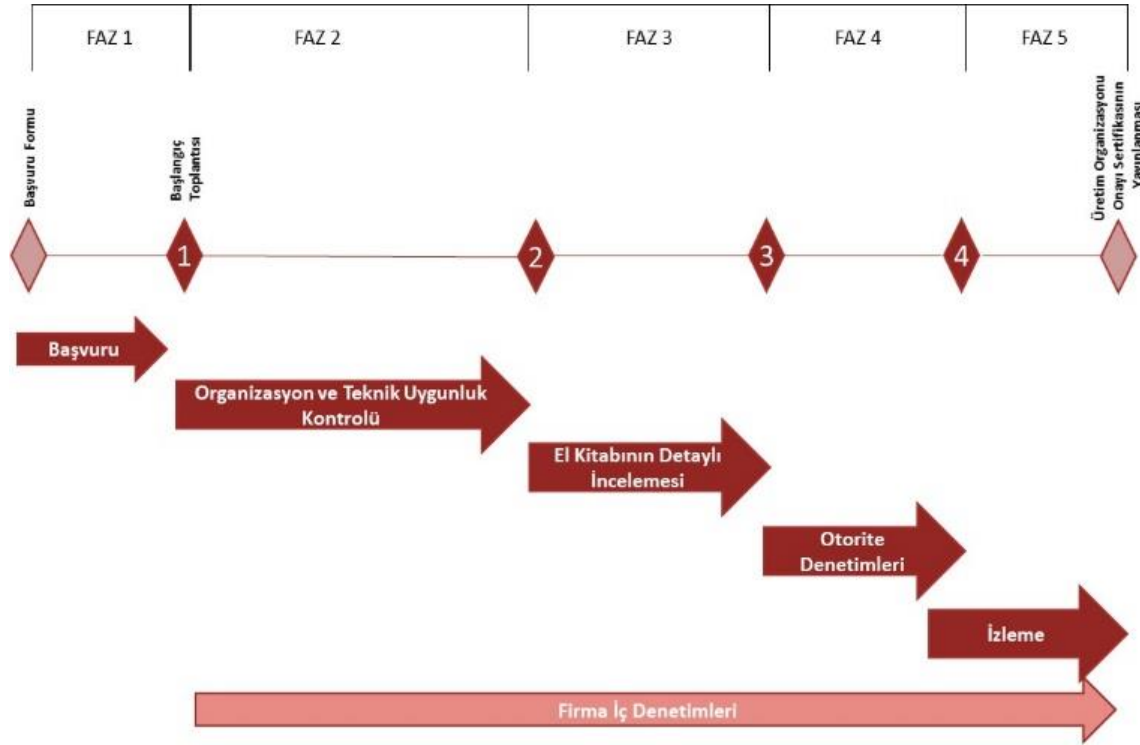 FAZ 1
FAZ 2
FAZ 3
FAZ 4
FAZ 5
Başvuru Formu
Başlangıç
Toplantısı
Üretim Organizasyonu
Onayı Sertifikasının
Yayınlanması
1
2
3
4
Başvuru
Organizasyon ve Teknik Uygunluk
Kontrolü
El Kitabının Detaylı
İncelemesi
Otorite
Denetimleri
İzleme
Firma İç Denetimleri